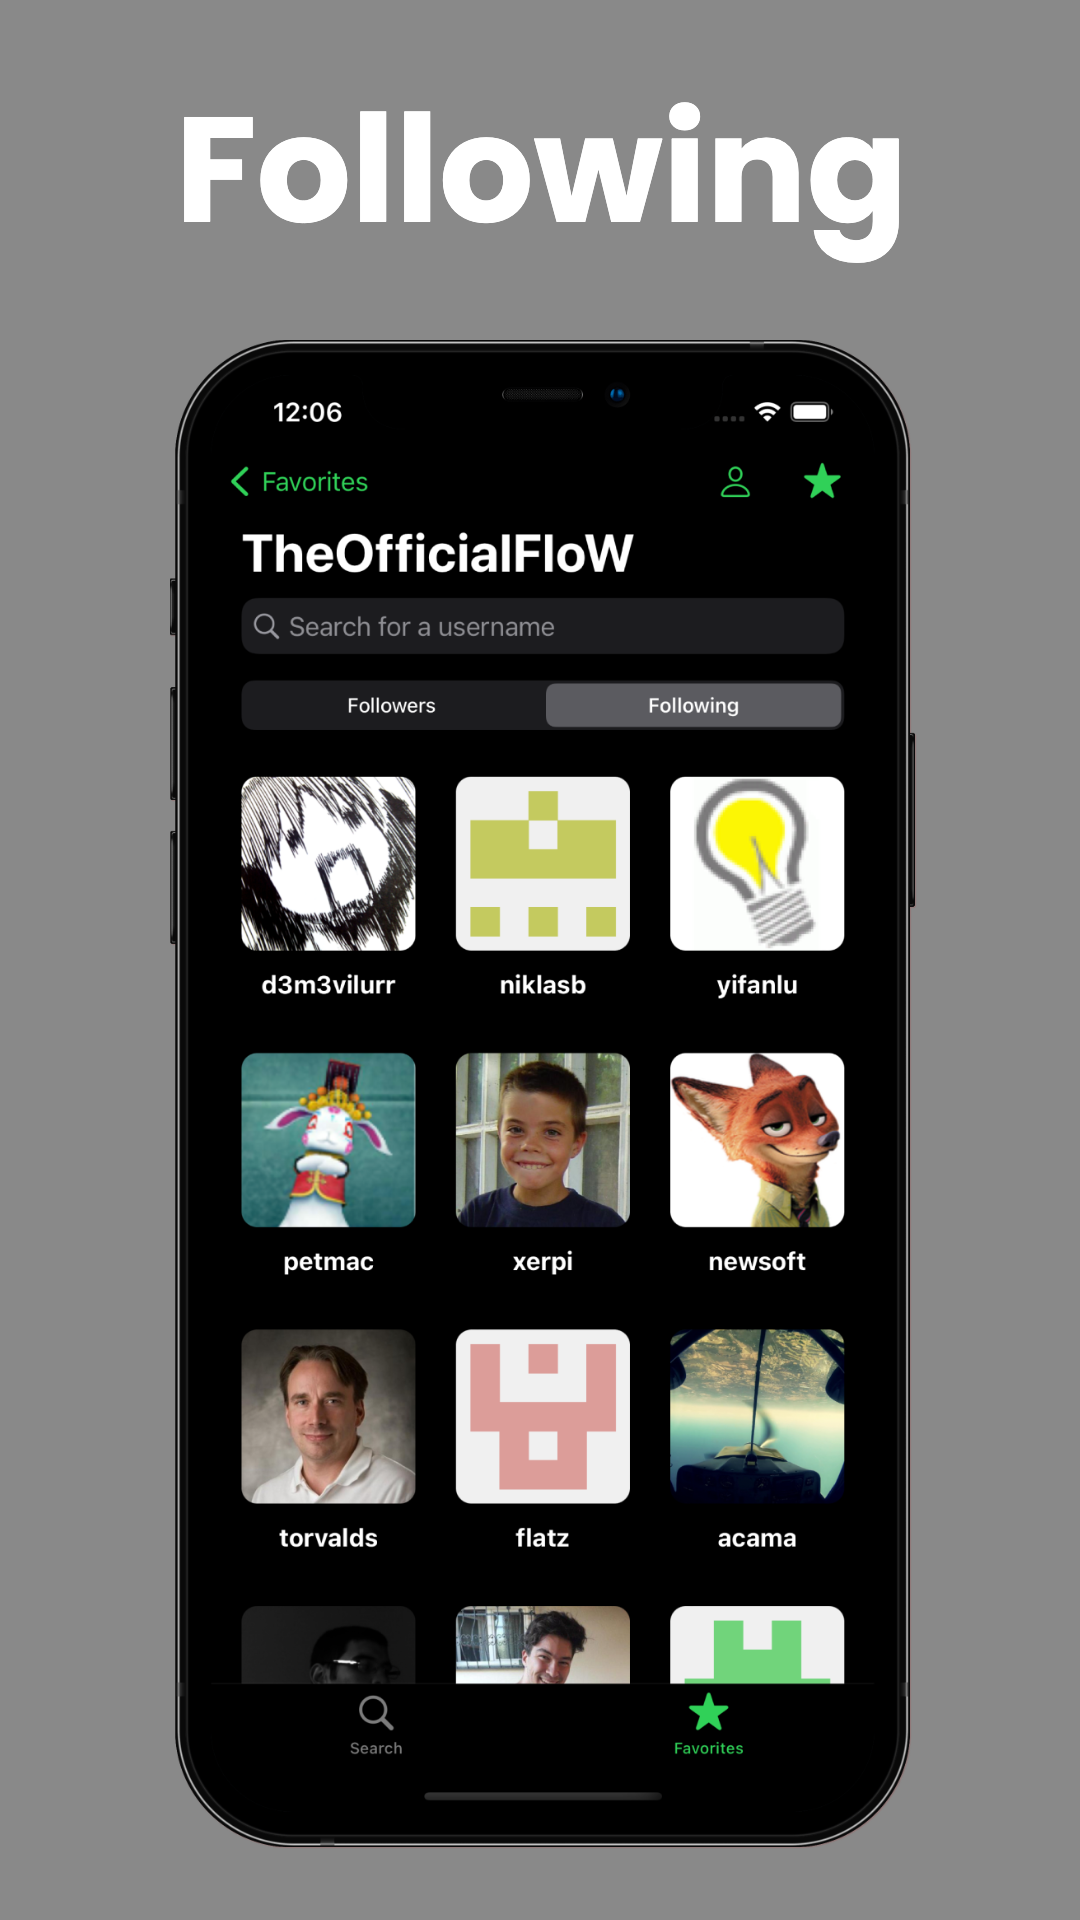 Following
12:06
Favorites
TheOfficialFloW
Search for a username
Followers Following
d3m3vilurr niklasb yifanlu
petmac xerpi newsoft
torvalds flatz acama
Search Favorites